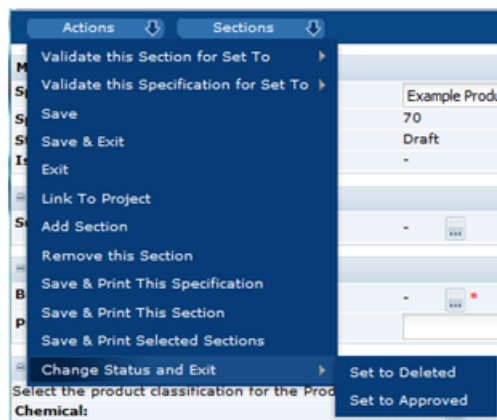 Actions Sections
Validate this Section for Set To
Validate this Specification for Set To
Save
Save & Exit
Exit
Link To Project
Add Section
Remove this Section
Save & Print This Specification
Save & Print This Section
Save & Print Selected Sections
Change Status and Exit
Set to Deleted
Set to Approved
Example Produ
70
Draft
-
-
...
-
...
*
Select the product classification for the Prod
Chemical: